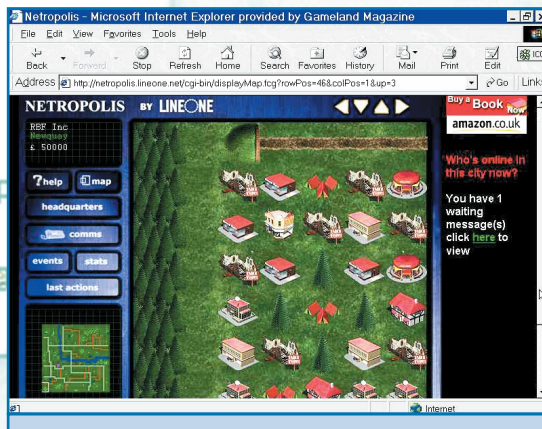 Netropolis - Microsoft Internet Explorer provided by Gameland Magazine
File Edit View Favorites Tools Help
Back Forward Stop Refresh Home Search Favorites History Mail Print Edit ICQ
Address http://netropolis.lineone.net/cgi-bin/displayMap.fcg?rowPos=46&colPos=1&up=3 Go Links
NETROPOLIS BY LINEONE
RBF Inc
Newquay
£ 50000
? help map
headquarters
comms
events stats
last actions
Buy a Book Now
amazon.co.uk
Who's online in
this city now?
You have 1
waiting
message(s)
click here to
view
Internet